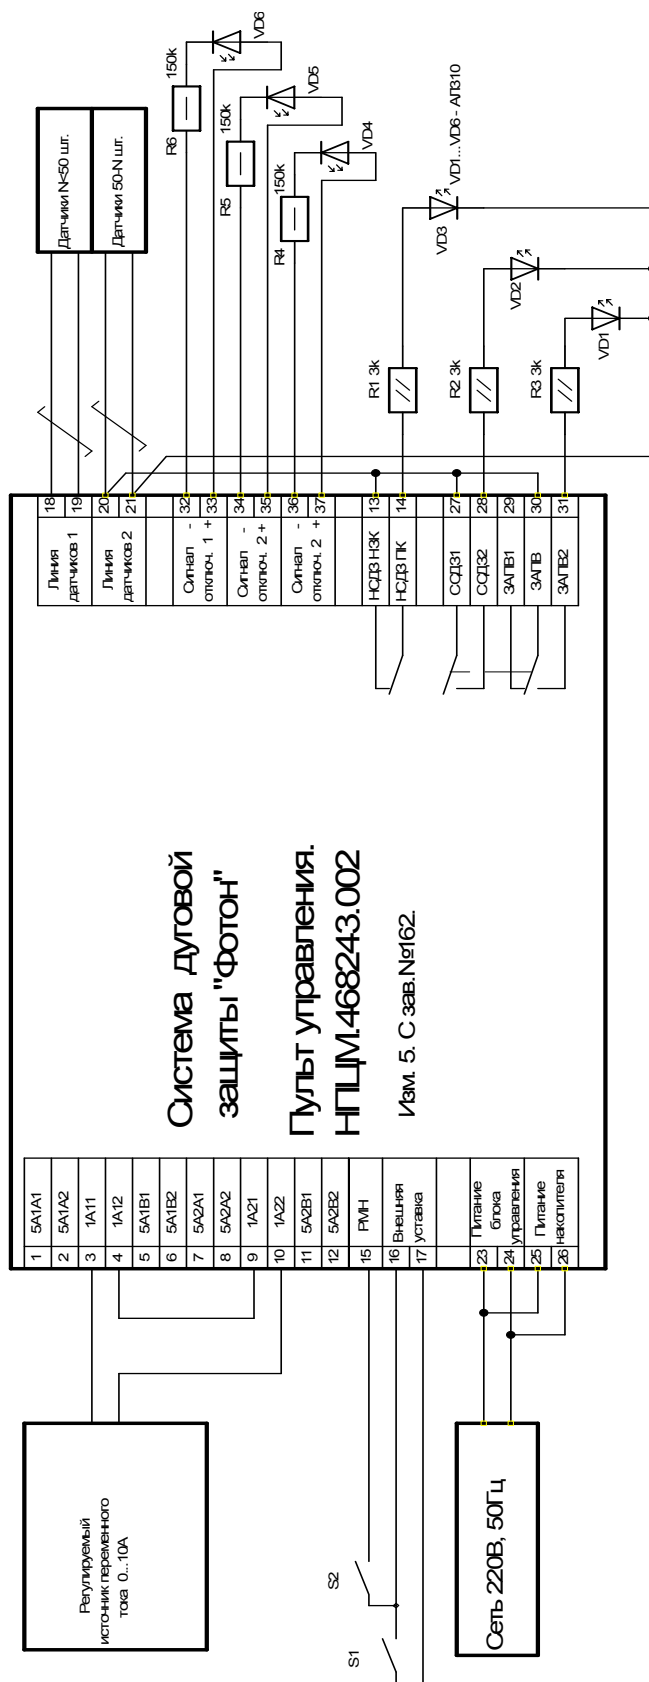 Система дуговой
защиты "Фотон"
Пульт управления.
НПЦМ.468243.002
Изм. 5. С зав.№162.
1 5А1А1
2 5А1А2
3 1А11
4 1А12
5 5А1В1
6 5А1В2
7 5А2А1
8 5А2А2
9 1А21
10 1А22
11 5А2В1
12 5А2В2
15 РМН
16 Внешняя
17 уставка
23 Питание
блока
24 управления
25 Питание
26 накопителя
Линия 18
датчиков 1 19
Линия 20
датчиков 2 21
Сигнал - 32
отключ. 1 + 33
Сигнал - 34
отключ. 2 + 35
Сигнал - 36
отключ. 2 + 37
НСДЗ НЗК 13
НСДЗ ПК 14
СОДЗ1 27
СОДЗ2 28
ЗАПВ1 29
ЗАПВ 30
ЗАПВ2 31
Датчики N<50 шт.
Датчики 50-N шт.
R6 150k VD6
R5 150k VD5
R4 150k VD4
R1 3k VD3
VD1...VD6 - АЛ310
R2 3k VD2
R3 3k VD1
Регулируемый
источник переменного
тока 0...10А
S2
S1
Сеть 220В, 50Гц